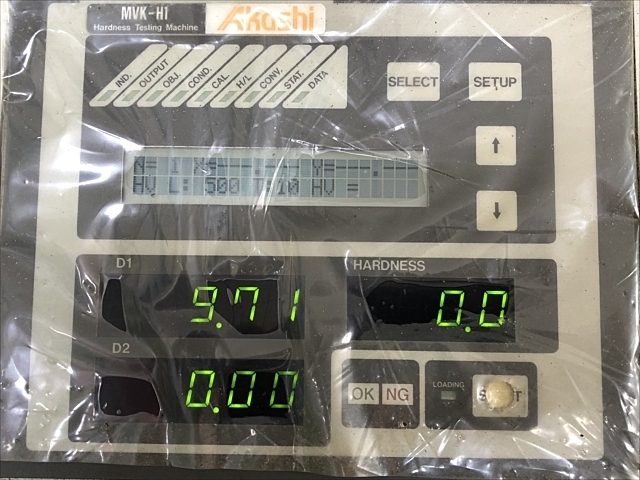 MVK-H1 Akashi
Hardness Testing Machine
IND. OUTPUT OBJ. COND. CAL. H/L CONV. STAT. DATA
SELECT SETUP
↑
N= 1 X=---.-- Y=---.--
HV L: 500 T:10 HV =
↓
D1 HARDNESS
9.71 0.0
D2
0.00
LOADING
OK NG